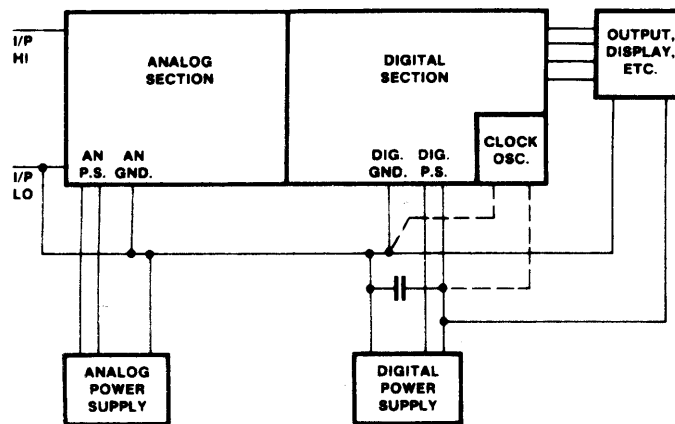 I/P
HI
ANALOG
SECTION
DIGITAL
SECTION
OUTPUT,
DISPLAY,
ETC.
I/P
LO
AN
P.S.
AN
GND.
DIG.
GND.
DIG.
P.S.
CLOCK
OSC.
ANALOG
POWER
SUPPLY
DIGITAL
POWER
SUPPLY